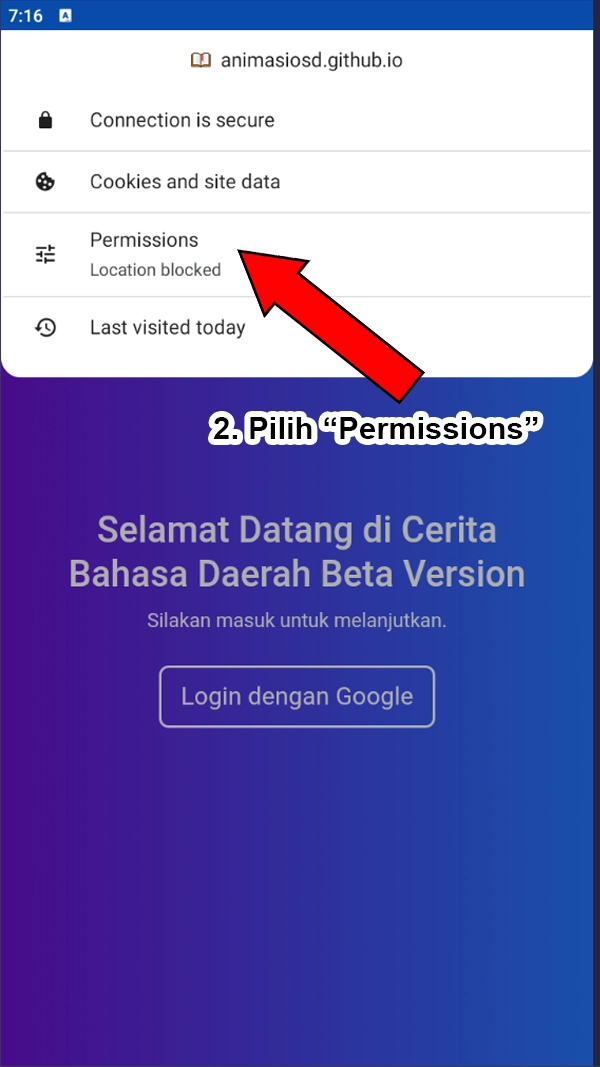 7:16
animasiosd.github.io
Connection is secure
Cookies and site data
Permissions
Location blocked
Last visited today
2. Pilih “Permissions”
Selamat Datang di Cerita
Bahasa Daerah Beta Version
Silakan masuk untuk melanjutkan.
Login dengan Google